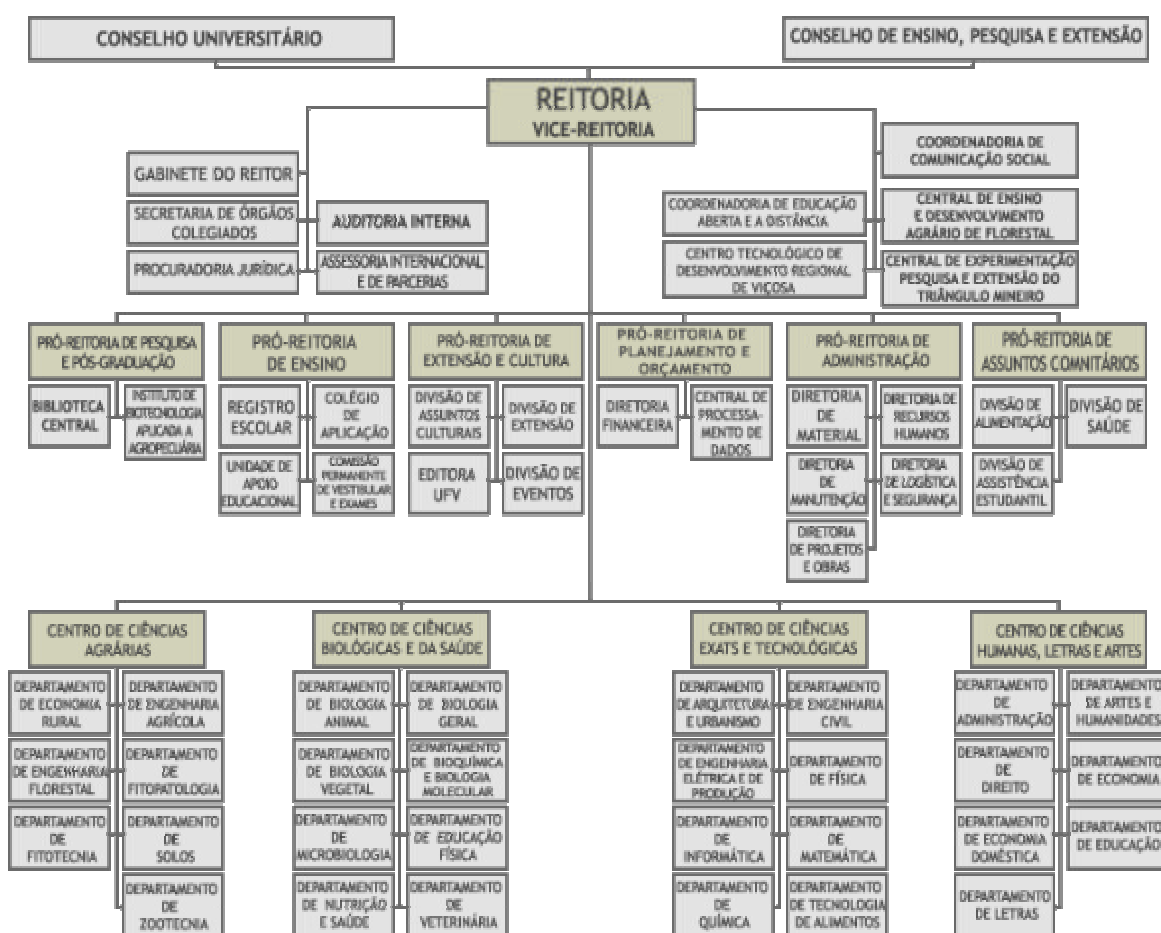 CONSELHO UNIVERSITÁRIO
CONSELHO DE ENSINO, PESQUISA E EXTENSÃO
REITORIA
VICE-REITORIA
GABINETE DO REITOR
SECRETARIA DE ÓRGÃOS
COLEGIADOS
AUDITORIA INTERNA
PROCURADORIA JURÍDICA
ASSESSORIA INTERNACIONAL
E DE PARCERIAS
COORDENADORIA DE
COMUNICAÇÃO SOCIAL
COORDENADORIA DE EDUCAÇÃO
ABERTA E A DISTÂNCIA
CENTRAL DE ENSINO
E DESENVOLVIMENTO
AGRÁRIO DE FLORESTAL
CENTRO TECNOLÓGICO DE
DESENVOLVIMENTO REGIONAL
DE VIÇOSA
CENTRAL DE EXPERIMENTAÇÃO
PESQUISA E EXTENSÃO DO
TRIÂNGULO MINEIRO
PRÓ-REITORIA DE PESQUISA
E PÓS-GRADUAÇÃO
BIBLIOTECA
CENTRAL
INSTITUTO DE
BIOTECNOLOGIA
APLICADA A
AGROPECUÁRIA
PRÓ-REITORIA
DE ENSINO
REGISTRO
ESCOLAR
COLÉGIO
DE
APLICAÇÃO
UNIDADE DE
APOIO
EDUCACIONAL
COMISSÃO
PERMANENTE
DE VESTIBULAR
E EXAMES
PRÓ-REITORIA DE
EXTENSÃO E CULTURA
DIVISÃO DE
ASSUNTOS
CULTURAIS
DIVISÃO DE
EXTENSÃO
EDITORA
UFV
DIVISÃO DE
EVENTOS
PRÓ-REITORIA DE
PLANEJAMENTO E
ORÇAMENTO
DIRETORIA
FINANCEIRA
CENTRAL DE
PROCESSA-
MENTO DE
DADOS
PRÓ-REITORIA DE
ADMINISTRAÇÃO
DIRETORIA
DE
MATERIAL
DIRETORIA DE
RECURSOS
HUMANOS
DIRETORIA
DE
MANUTENÇÃO
DIRETORIA
DE LOGÍSTICA
E SEGURANÇA
DIRETORIA
DE PROJETOS
E OBRAS
PRÓ-REITORIA DE
ASSUNTOS COMNITÁRIOS
DIVISÃO DE
ALIMENTAÇÃO
DIVISÃO DE
SAÚDE
DIVISÃO DE
ASSISTÊNCIA
ESTUDANTIL
CENTRO DE CIÊNCIAS
AGRÁRIAS
DEPARTAMENTO
DE ECONOMIA
RURAL
DEPARTAMENTO
DE ENGENHARIA
AGRÍCOLA
DEPARTAMENTO
DE ENGENHARIA
FLORESTAL
DEPARTAMENTO
DE
FITOPATOLOGIA
DEPARTAMENTO
DE
FITOTECNIA
DEPARTAMENTO
DE
SOLOS
DEPARTAMENTO
DE
ZOOTECNIA
CENTRO DE CIÊNCIAS
BIOLÓGICAS E DA SAÚDE
DEPARTAMENTO
DE BIOLOGIA
ANIMAL
DEPARTAMENTO
DE BIOLOGIA
GERAL
DEPARTAMENTO
DE BIOLOGIA
VEGETAL
DEPARTAMENTO
DE BIOQUÍMICA
E BIOLOGIA
MOLECULAR
DEPARTAMENTO
DE
MICROBIOLOGIA
DEPARTAMENTO
DE EDUCAÇÃO
FÍSICA
DEPARTAMENTO
DE NUTRIÇÃO
E SAÚDE
DEPARTAMENTO
DE
VETERINÁRIA
CENTRO DE CIÊNCIAS
EXATS E TECNOLÓGICAS
DEPARTAMENTO
DE ARQUITETURA
E URBANISMO
DEPARTAMENTO
DE ENGENHARIA
CIVIL
DEPARTAMENTO
DE ENGENHARIA
ELÉTRICA E DE
PRODUÇÃO
DEPARTAMENTO
DE FÍSICA
DEPARTAMENTO
DE
INFORMÁTICA
DEPARTAMENTO
DE
MATEMÁTICA
DEPARTAMENTO
DE
QUÍMICA
DEPARTAMENTO
DE TECNOLOGIA
DE ALIMENTOS
CENTRO DE CIÊNCIAS
HUMANAS, LETRAS E ARTES
DEPARTAMENTO
DE
ADMINISTRAÇÃO
DEPARTAMENTO
DE ARTES E
HUMANIDADES
DEPARTAMENTO
DE
DIREITO
DEPARTAMENTO
DE ECONOMIA
DEPARTAMENTO
DE ECONOMIA
DOMÉSTICA
DEPARTAMENTO
DE EDUCAÇÃO
DEPARTAMENTO
DE LETRAS